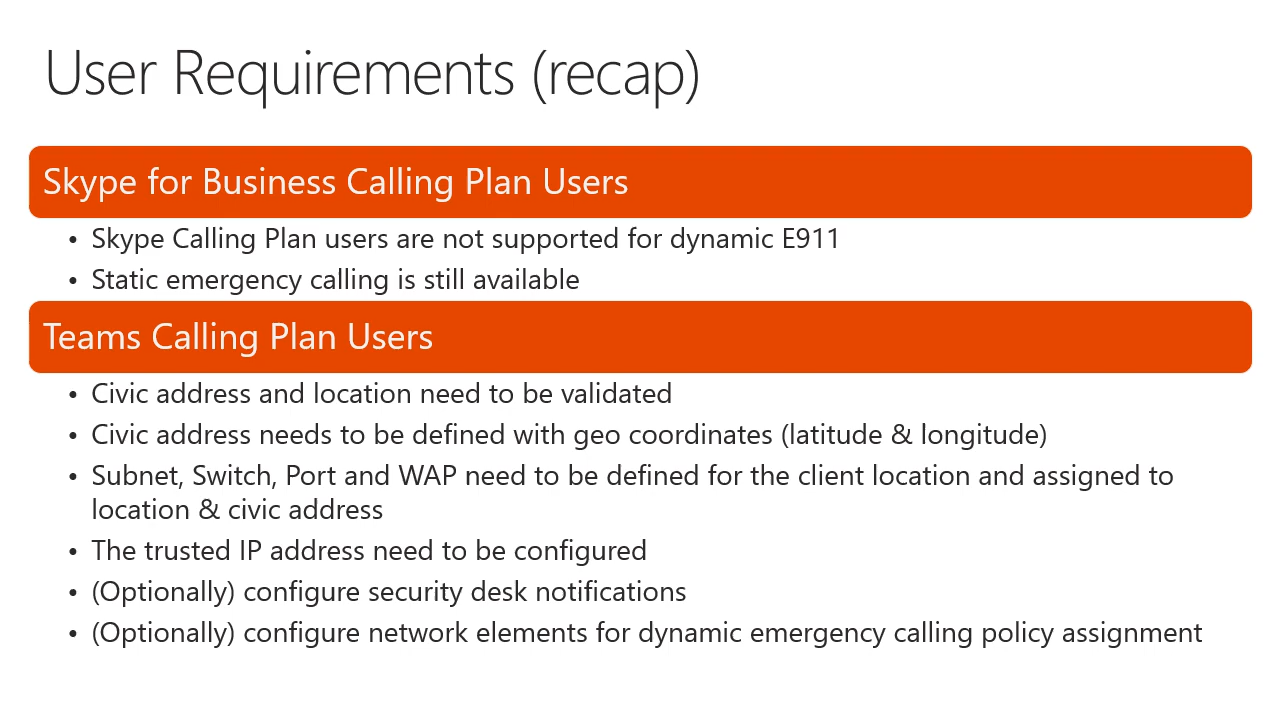 User Requirements (recap)
Skype for Business Calling Plan Users
• Skype Calling Plan users are not supported for dynamic E911
• Static emergency calling is still available
Teams Calling Plan Users
• Civic address and location need to be validated
• Civic address needs to be defined with geo coordinates (latitude & longitude)
• Subnet, Switch, Port and WAP need to be defined for the client location and assigned to
location & civic address
• The trusted IP address need to be configured
• (Optionally) configure security desk notifications
• (Optionally) configure network elements for dynamic emergency calling policy assignment